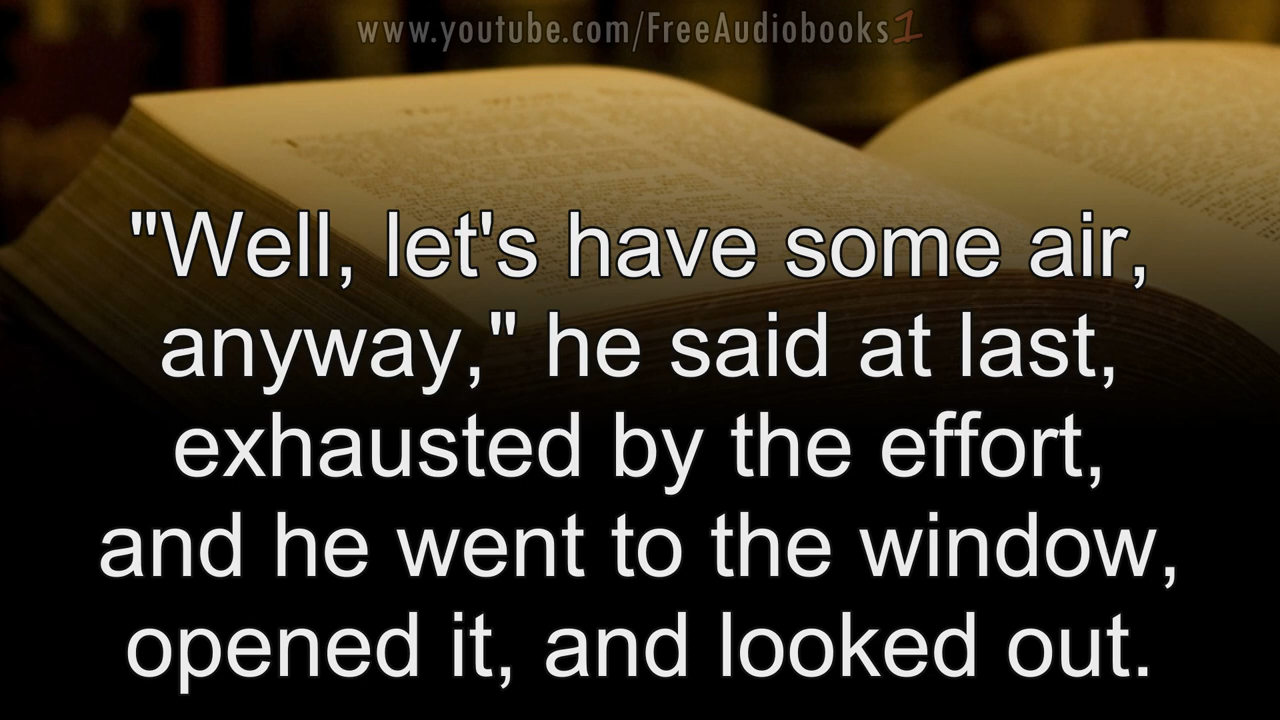 www.youtube.com/FreeAudiobooks1
"Well, let's have some air,
anyway," he said at last,
exhausted by the effort,
and he went to the window,
opened it, and looked out.